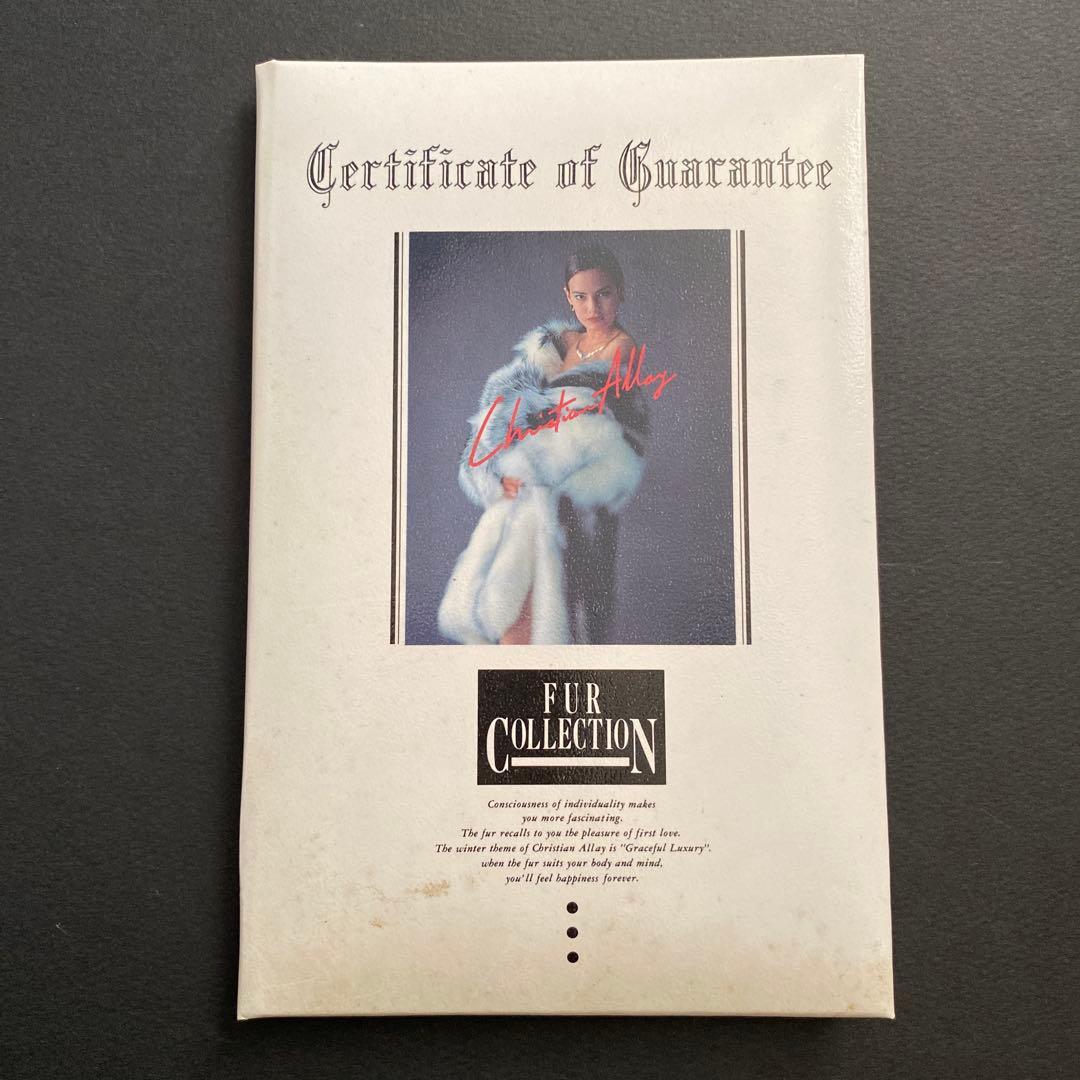 Certificate of Guarantee
Christian Allay
FUR
COLLECTION
Consciousness of individuality makes
you more fascinating.
The fur recalls to you the pleasure of first love.
The winter theme of Christian Allay is "Graceful Luxury".
when the fur suits your body and mind,
you'll feel happiness forever.